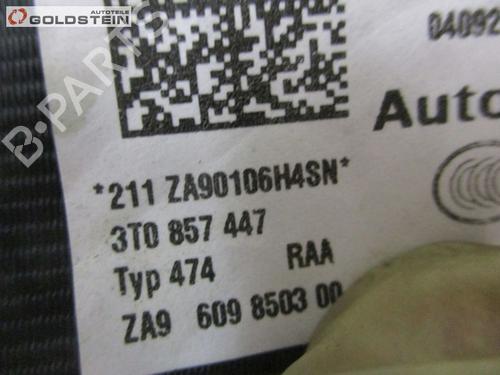 Autoteile
GOLDSTEIN
B-PARTS
04092
Auto
*211 ZA90106H4SN*
3T0 857 447
Typ 474 RAA
ZA9 609 8503 00